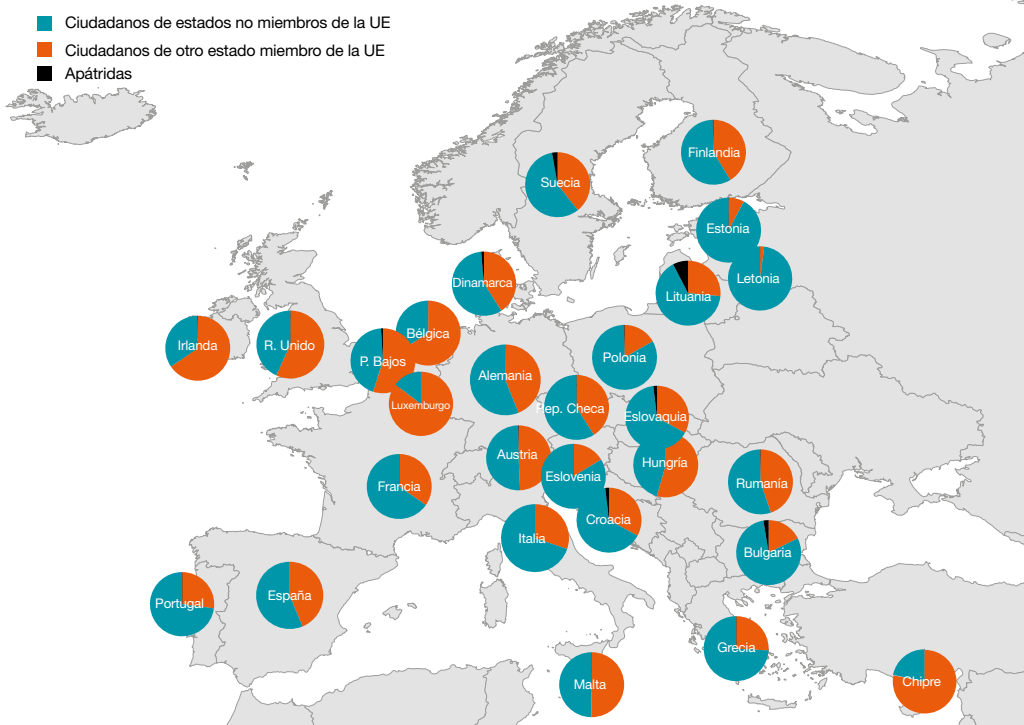 Ciudadanos de estados no miembros de la UE
Ciudadanos de otro estado miembro de la UE
Apátridas
Finlandia
Suecia
Estonia
Letonia
Dinamarca
Lituania
Irlanda
R. Unido
Bélgica
P. Bajos
Polonia
Alemania
Luxemburgo
Rep. Checa
Eslovaquia
Austria
Hungría
Eslovenia
Francia
Rumanía
Croacia
Italia
Bulgaria
Portugal
España
Grecia
Malta
Chipre